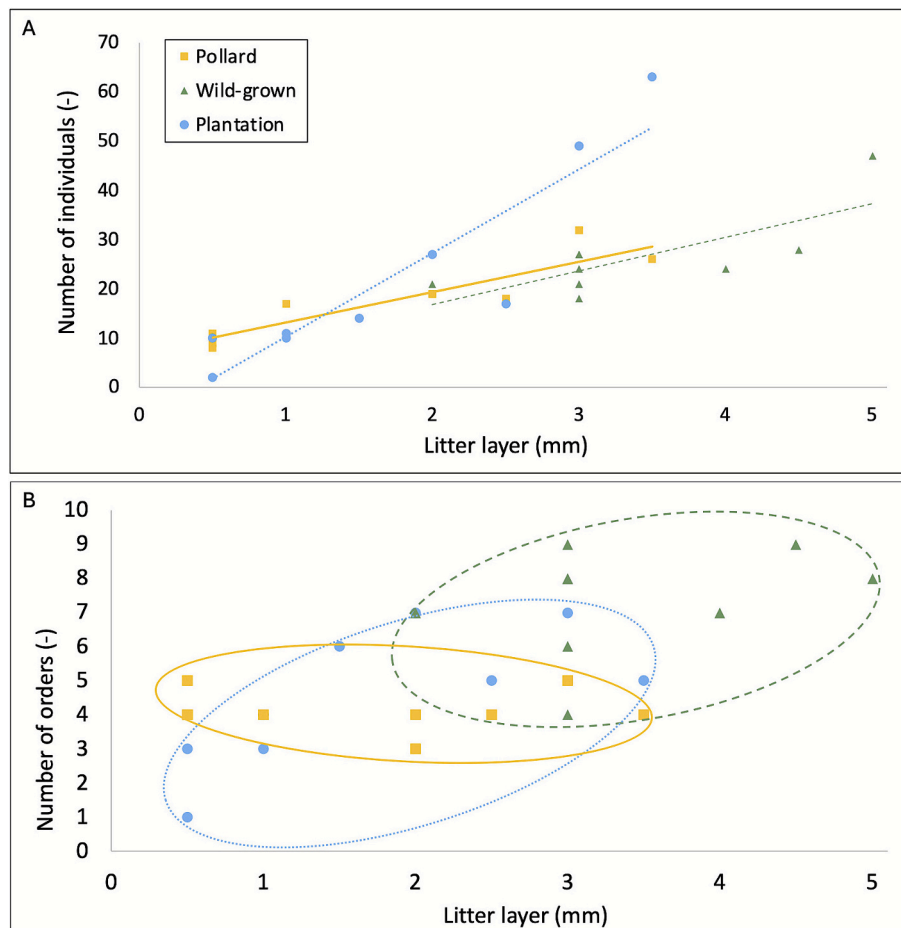 A
70
60
50
40
30
20
10
0
Number of individuals (-)
Pollard
Wild-grown
Plantation
0 1 2 3 4 5
Litter layer (mm)
B
10
9
8
7
6
5
4
3
2
1
0
Number of orders (-)
0 1 2 3 4 5
Litter layer (mm)